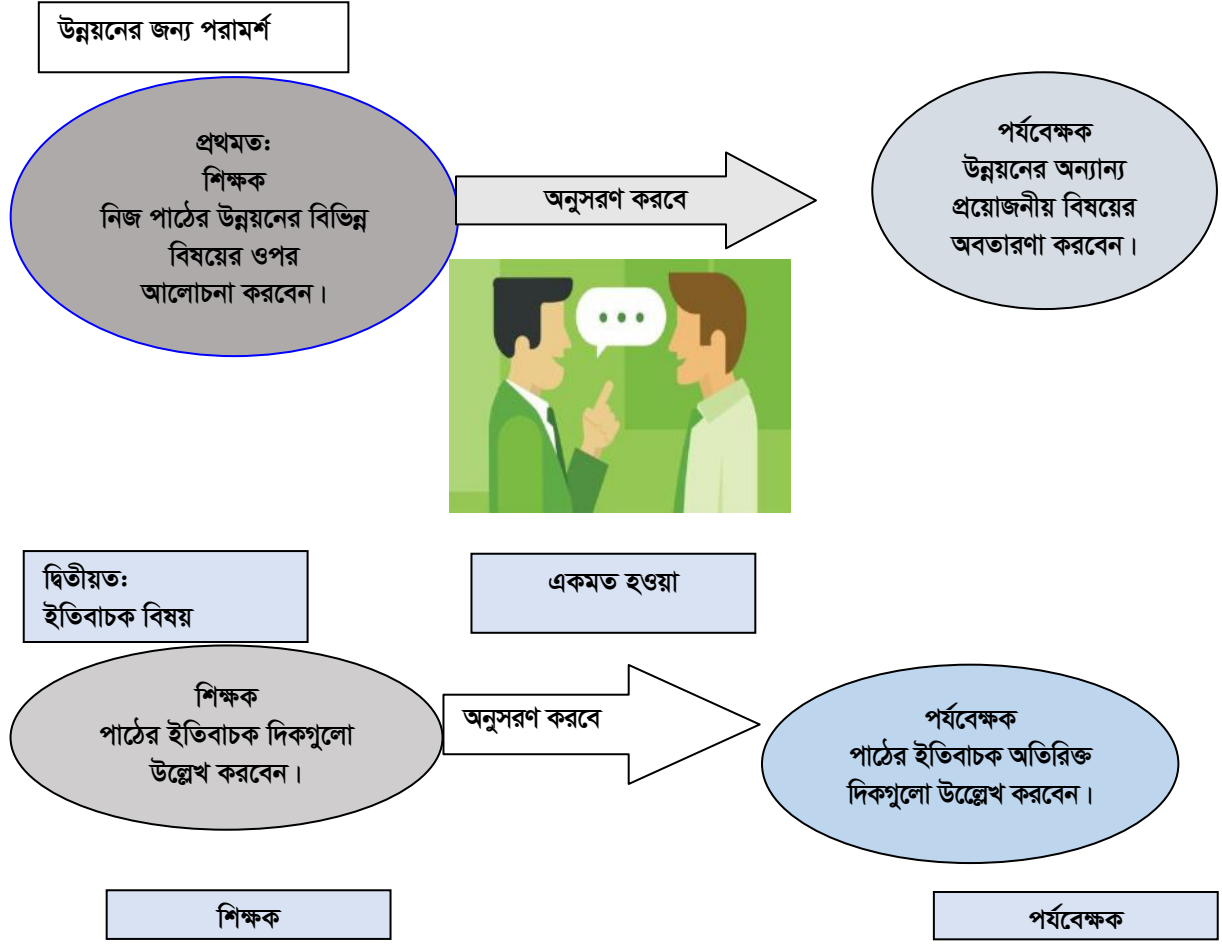 উন্নয়নের জন্য পরামর্শ
প্রথমত:
শিক্ষক
নিজ পাঠের উন্নয়নের বিভিন্ন
বিষয়ের ওপর
আলোচনা করবেন।
অনুসরণ করবে
পর্যবেক্ষক
উন্নয়নের অন্যান্য
প্রয়োজনীয় বিষয়ের
অবতারণা করবেন।
দ্বিতীয়ত:
ইতিবাচক বিষয়
একমত হওয়া
শিক্ষক
পাঠের ইতিবাচক দিকগুলো
উল্লেখ করবেন।
অনুসরণ করবে
পর্যবেক্ষক
পাঠের ইতিবাচক অতিরিক্ত
দিকগুলো উল্লেেখ করবেন।
শিক্ষক
পর্যবেক্ষক